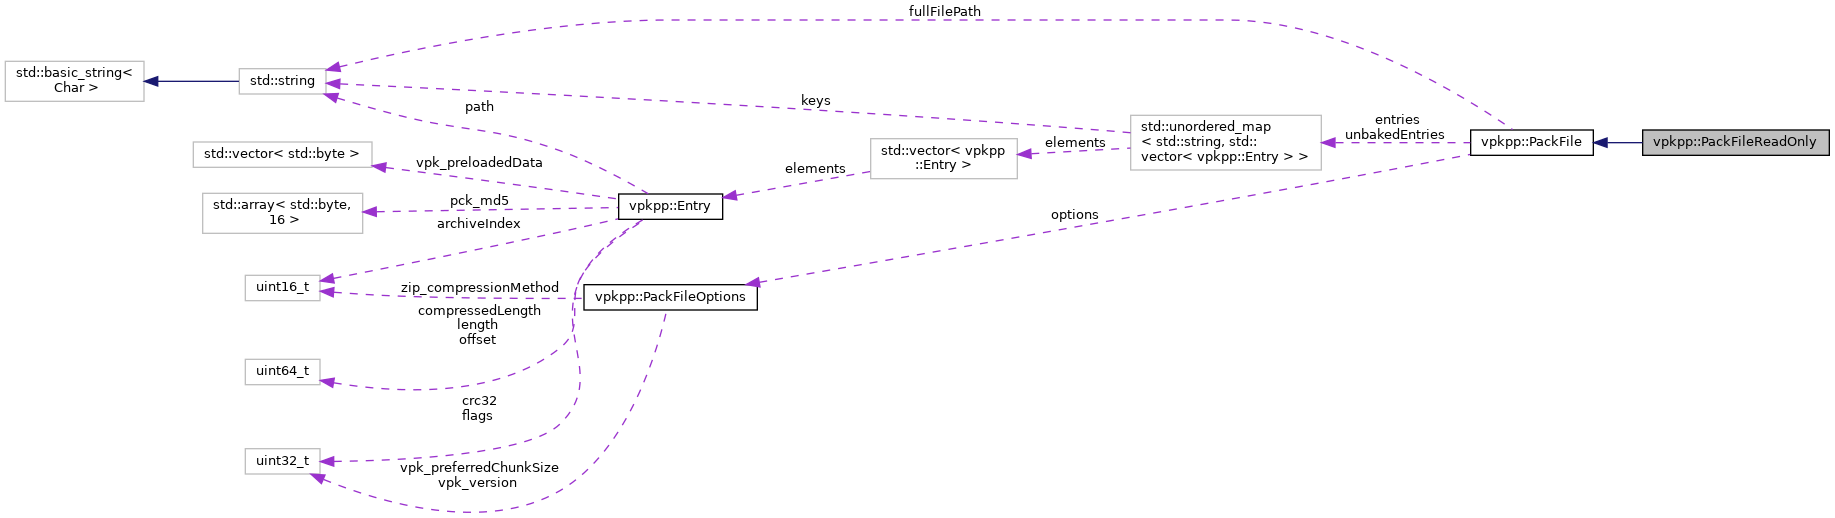 fullFilePath
std::basic_string<
Char >
std::string
keys
path
entries
unbakedEntries
std::unordered_map
< std::string, std::
vector< vpkpp::Entry > >
vpkpp::PackFile
vpkpp::PackFileReadOnly
elements
std::vector< vpkpp
::Entry >
elements
std::vector< std::byte >
vpk_preloadedData
std::array< std::byte,
16 >
pck_md5
vpkpp::Entry
archiveIndex
options
uint16_t
zip_compressionMethod
vpkpp::PackFileOptions
compressedLength
length
offset
uint64_t
crc32
flags
uint32_t
vpk_preferredChunkSize
vpk_version